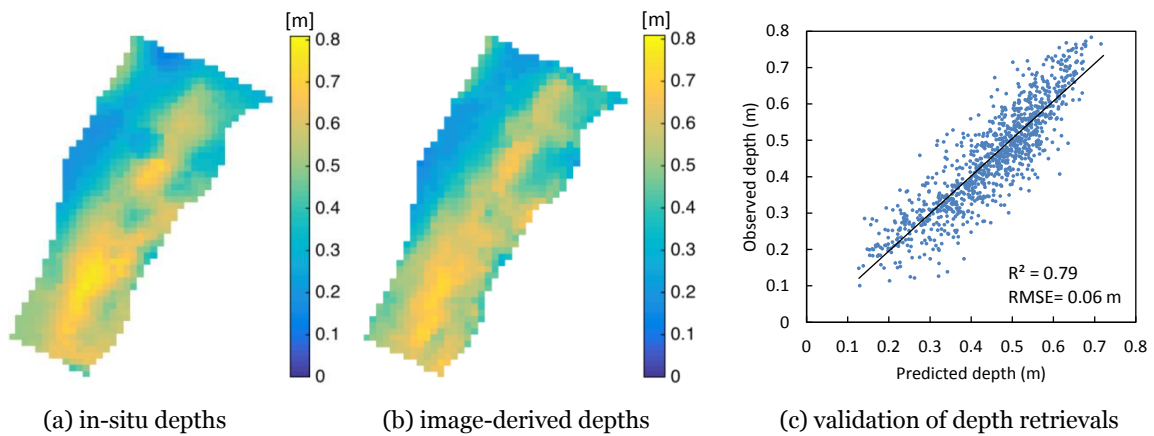 [m]
0.8
0.7
0.6
0.5
0.4
0.3
0.2
0.1
0
(a) in-situ depths
[m]
0.8
0.7
0.6
0.5
0.4
0.3
0.2
0.1
0
(b) image-derived depths
Observed depth (m)
0.8
0.7
0.6
0.5
0.4
0.3
0.2
0.1
0
R² = 0.79
RMSE= 0.06 m
0 0.1 0.2 0.3 0.4 0.5 0.6 0.7 0.8
Predicted depth (m)
(c) validation of depth retrievals